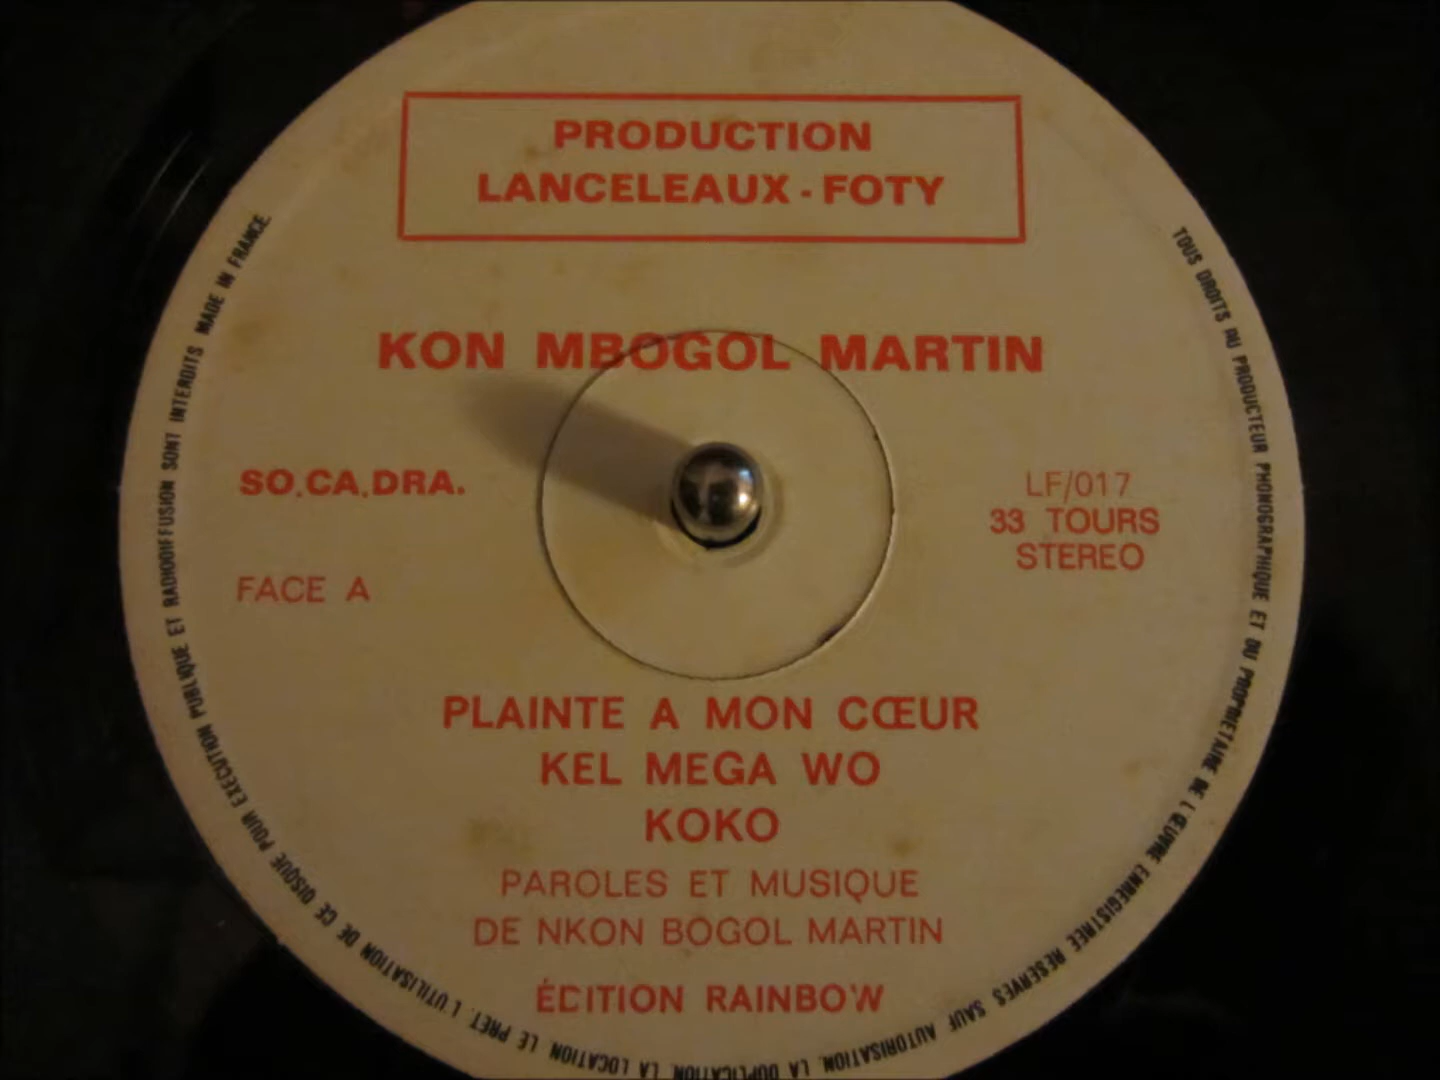 PRODUCTION
LANCELEAUX - FOTY
KON MBOGOL MARTIN
SO.CA.DRA.
LF/017
33 TOURS
STEREO
FACE A
PLAINTE A MON CŒUR
KEL MEGA WO
KOKO
PAROLES ET MUSIQUE
DE NKON BOGOL MARTIN
ÉDITION RAINBOW
TOUS DROITS DU PRODUCTEUR PHONOGRAPHIQUE ET DU PROPRIETAIRE DE L'ŒUVRE ENREGISTREE RESERVES SAUF AUTORISATION, LA DUPLICATION, LA LOCATION, LE PRET, L'UTILISATION DE CE DISQUE POUR EXECUTION PUBLIQUE ET RADIODIFFUSION SONT INTERDITS MADE IN FRANCE